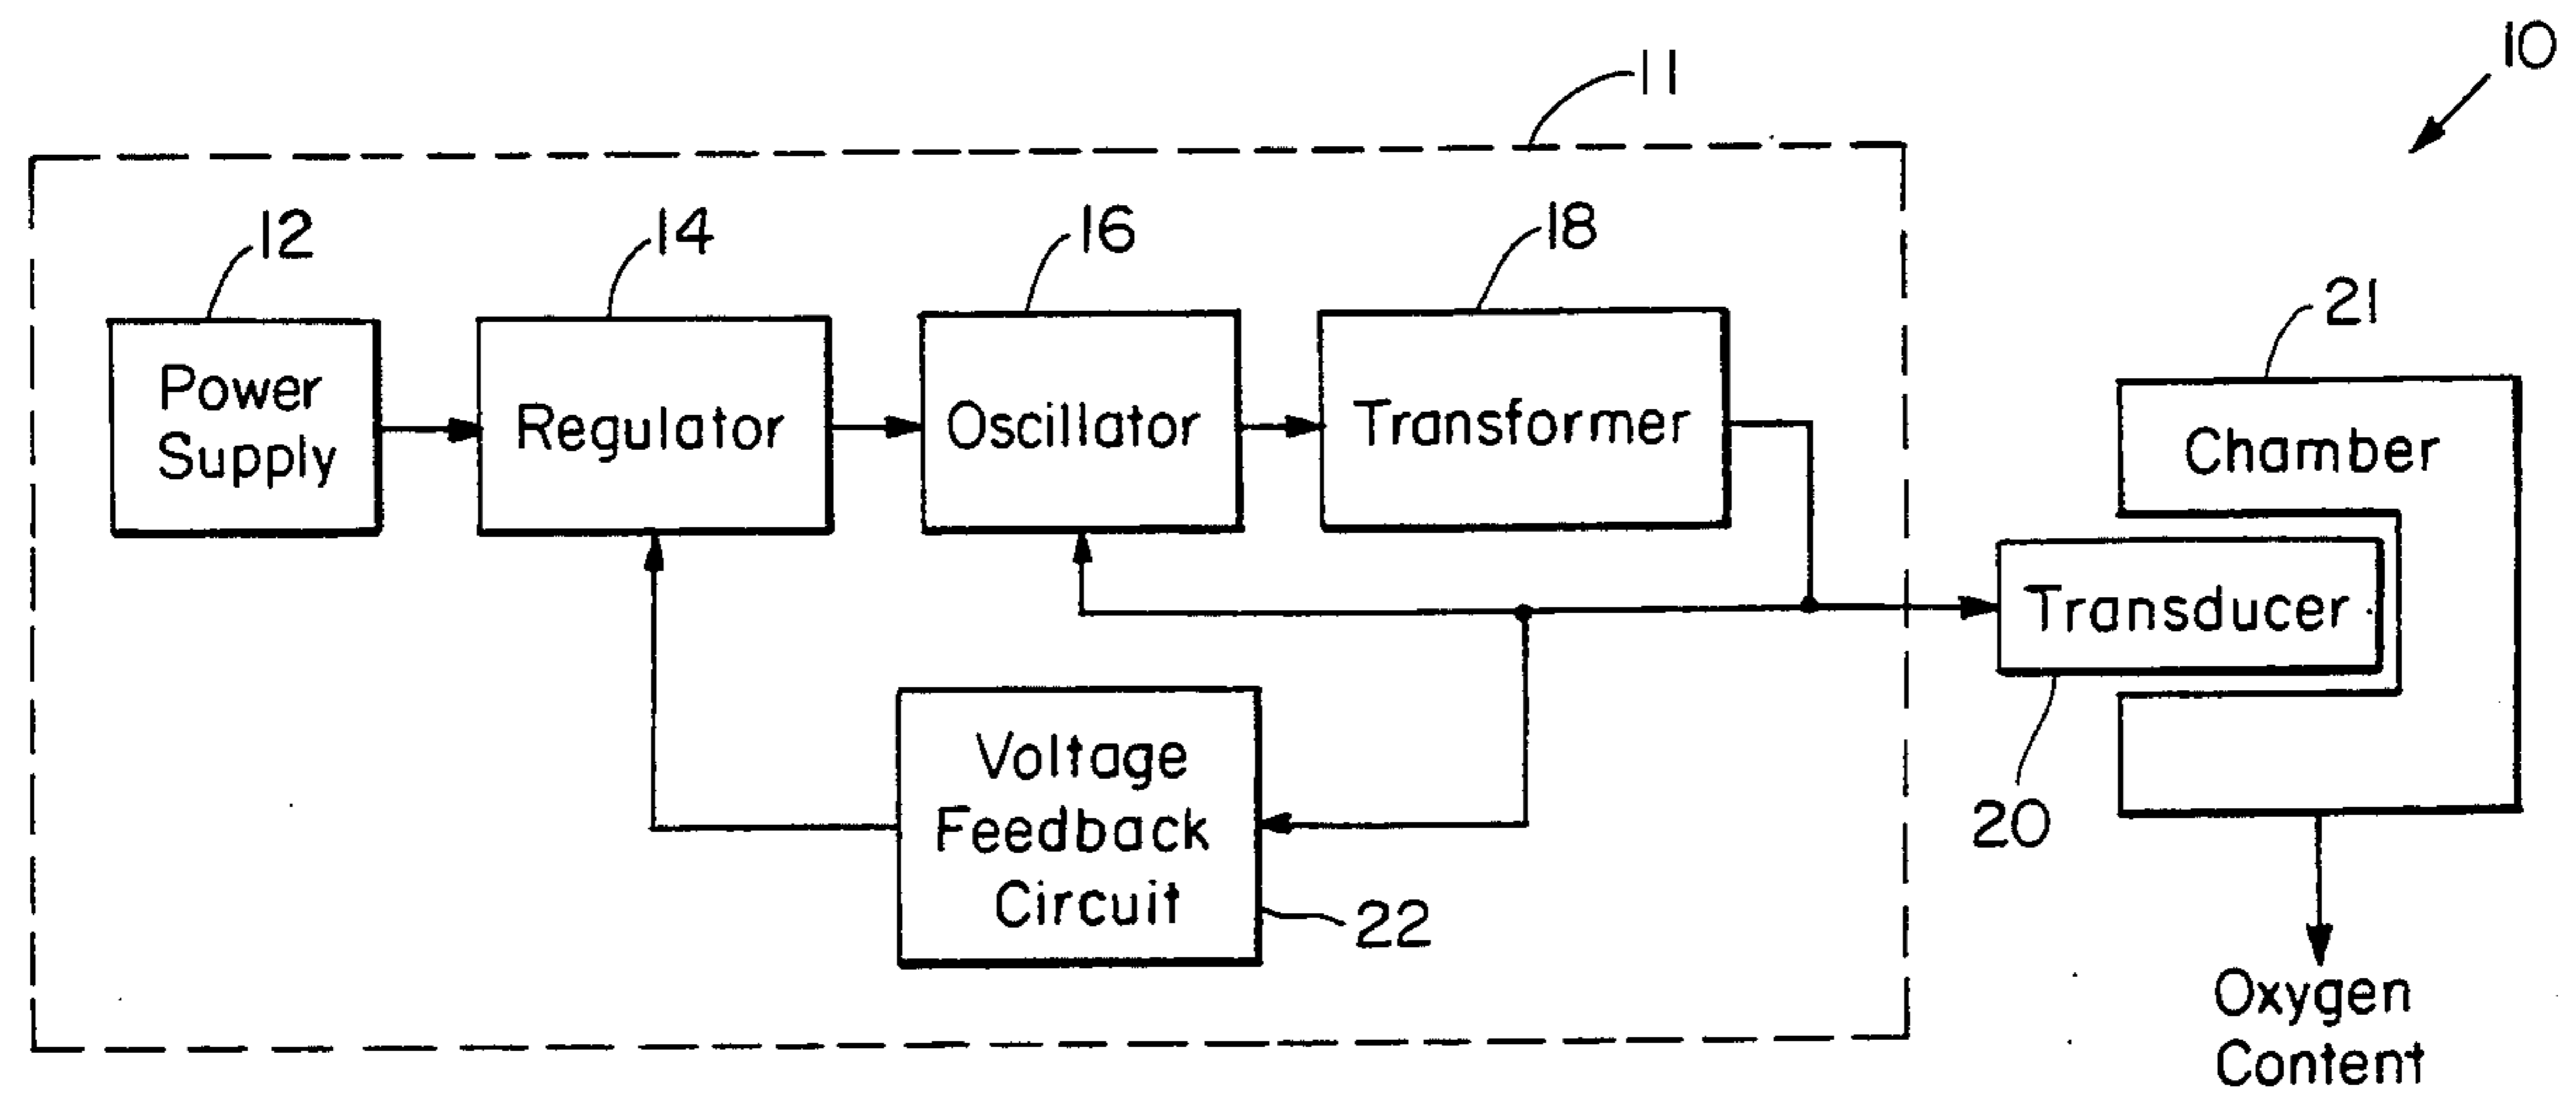 10
11
12
14
16
18
21
Power
Supply
Regulator
Oscillator
Transformer
Chamber
Transducer
20
Voltage
Feedback
Circuit
22
Oxygen
Content